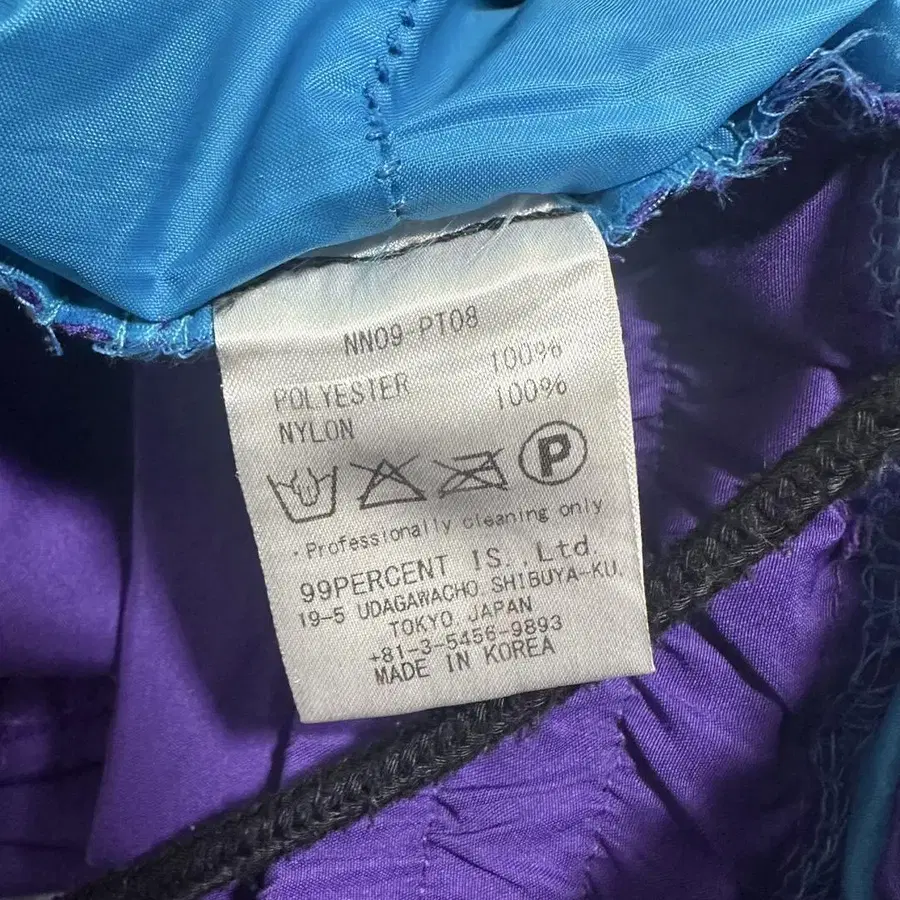 NN09-PT08
POLYESTER 100%
NYLON 100%
P
·Professionally cleaning only
99PERCENT IS., Ltd.
19-5 UDAGAWACHO SHIBUYA-KU,
TOKYO JAPAN
+81-3-5456-9893
MADE IN KOREA